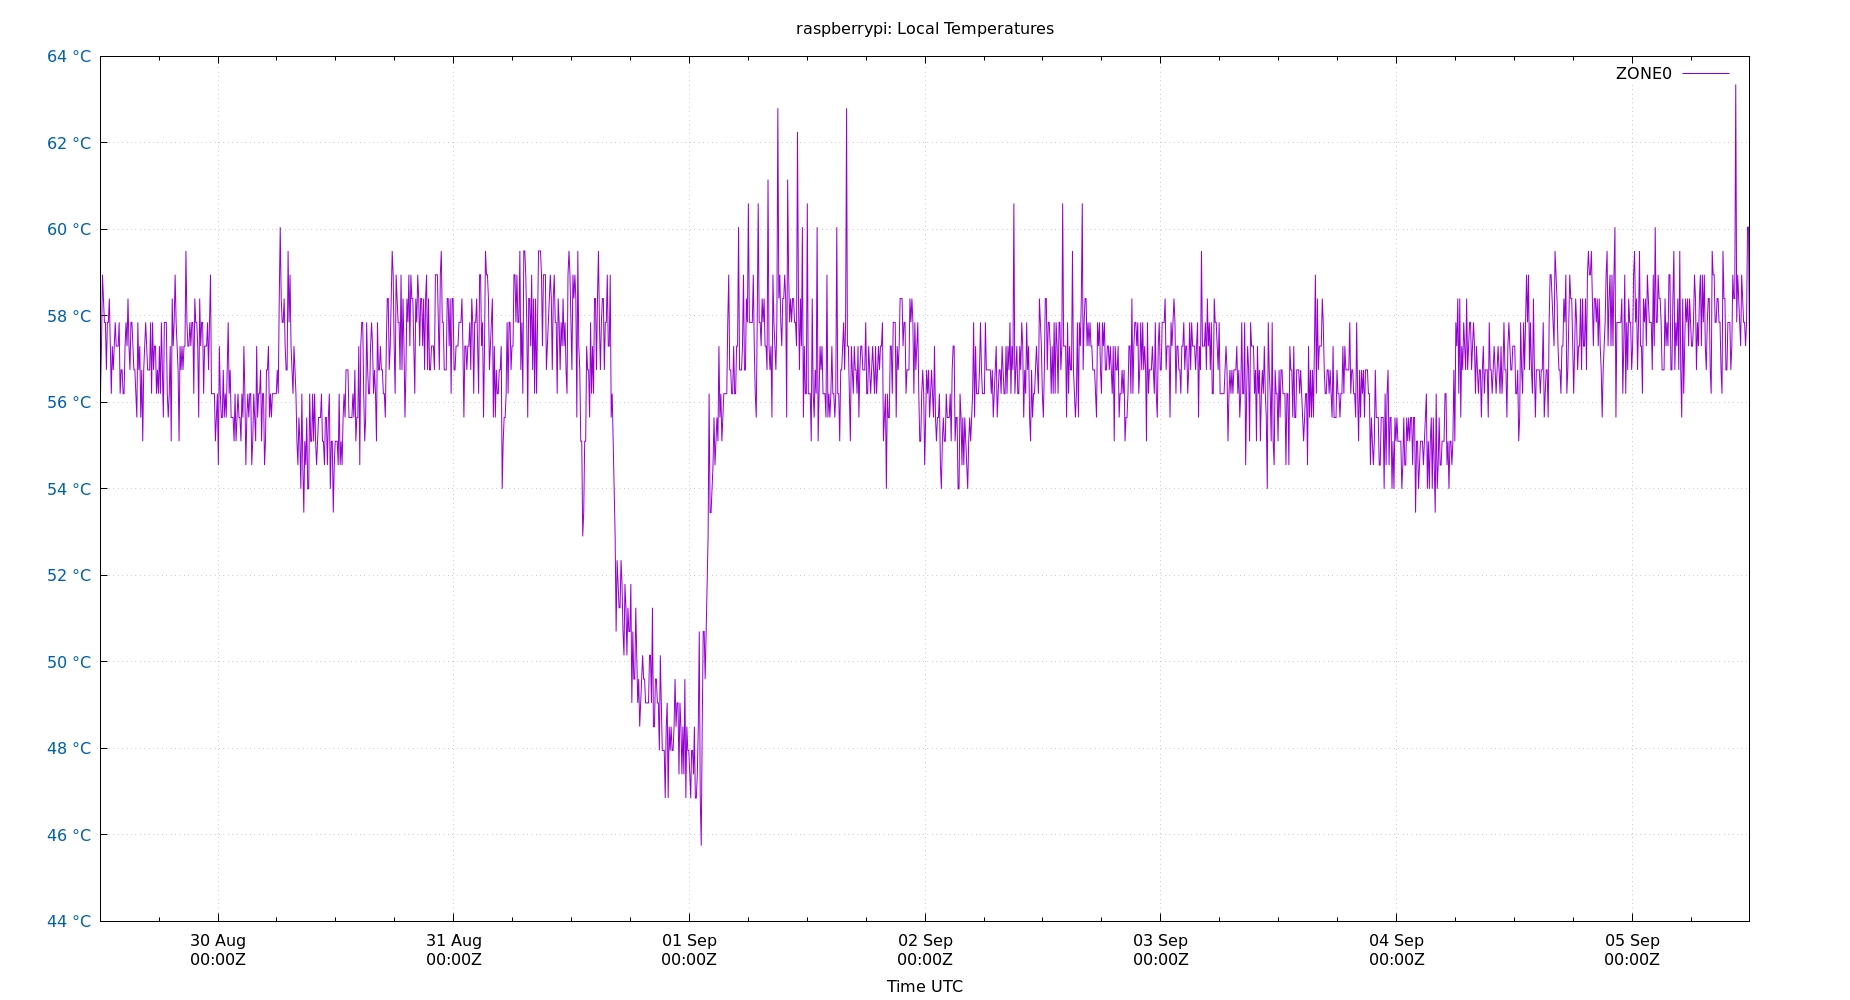 raspberrypi: Local Temperatures
64 °C
ZONE0
62 °C
60 °C
58 °C
56 °C
54 °C
52 °C
50 °C
48 °C
46 °C
44 °C
30 Aug 31 Aug 01 Sep 02 Sep 03 Sep 04 Sep 05 Sep
00:00Z 00:00Z 00:00Z 00:00Z 00:00Z 00:00Z 00:00Z
Time UTC